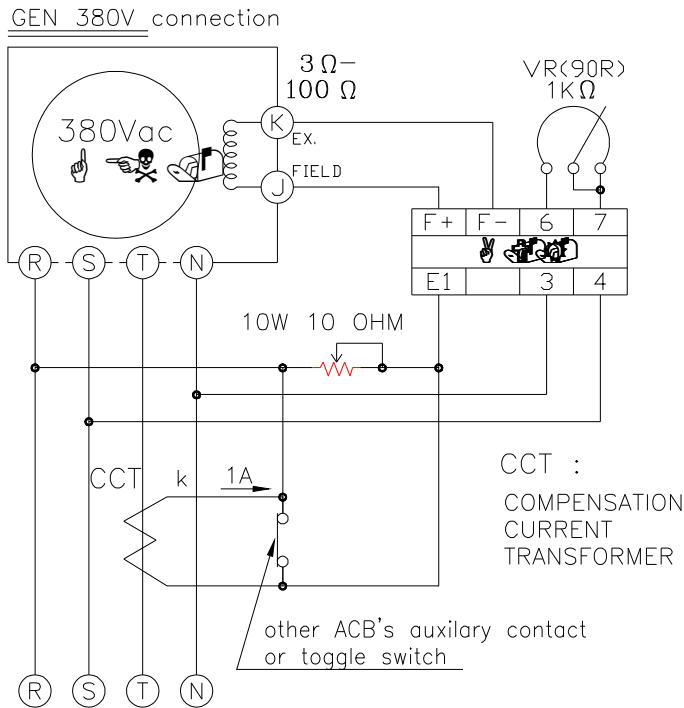 GEN 380V connection
3Ω-
100Ω
VR(90R)
1KΩ
380Vac
K
EX.
FIELD
J
F+ F- 6 7
E1 3 4
R S T N
10W 10 OHM
CCT k 1A
CCT :
COMPENSATION
CURRENT
TRANSFORMER
other ACB's auxilary contact
or toggle switch
R S T N